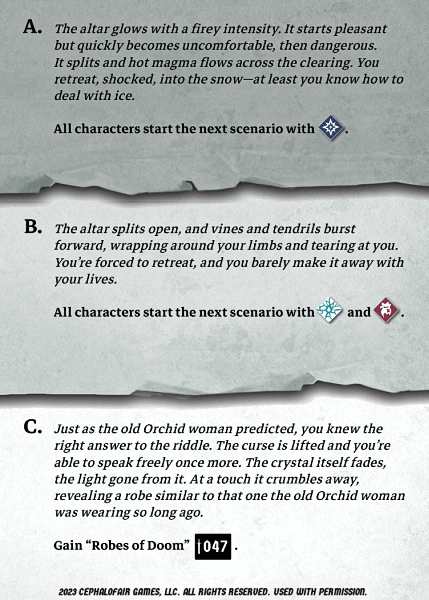 A. The altar glows with a firey intensity. It starts pleasant
but quickly becomes uncomfortable, then dangerous.
It splits and hot magma flows across the clearing. You
retreat, shocked, into the snow—at least you know how to
deal with ice.
All characters start the next scenario with .
B. The altar splits open, and vines and tendrils burst
forward, wrapping around your limbs and tearing at you.
You’re forced to retreat, and you barely make it away with
your lives.
All characters start the next scenario with and .
C. Just as the old Orchid woman predicted, you knew the
right answer to the riddle. The curse is lifted and you’re
able to speak freely once more. The crystal itself fades,
the light gone from it. At a touch it crumbles away,
revealing a robe similar to that one the old Orchid woman
was wearing so long ago.
Gain “Robes of Doom” 047 .
2023 CEPHALOFAIR GAMES, LLC. ALL RIGHTS RESERVED. USED WITH PERMISSION.